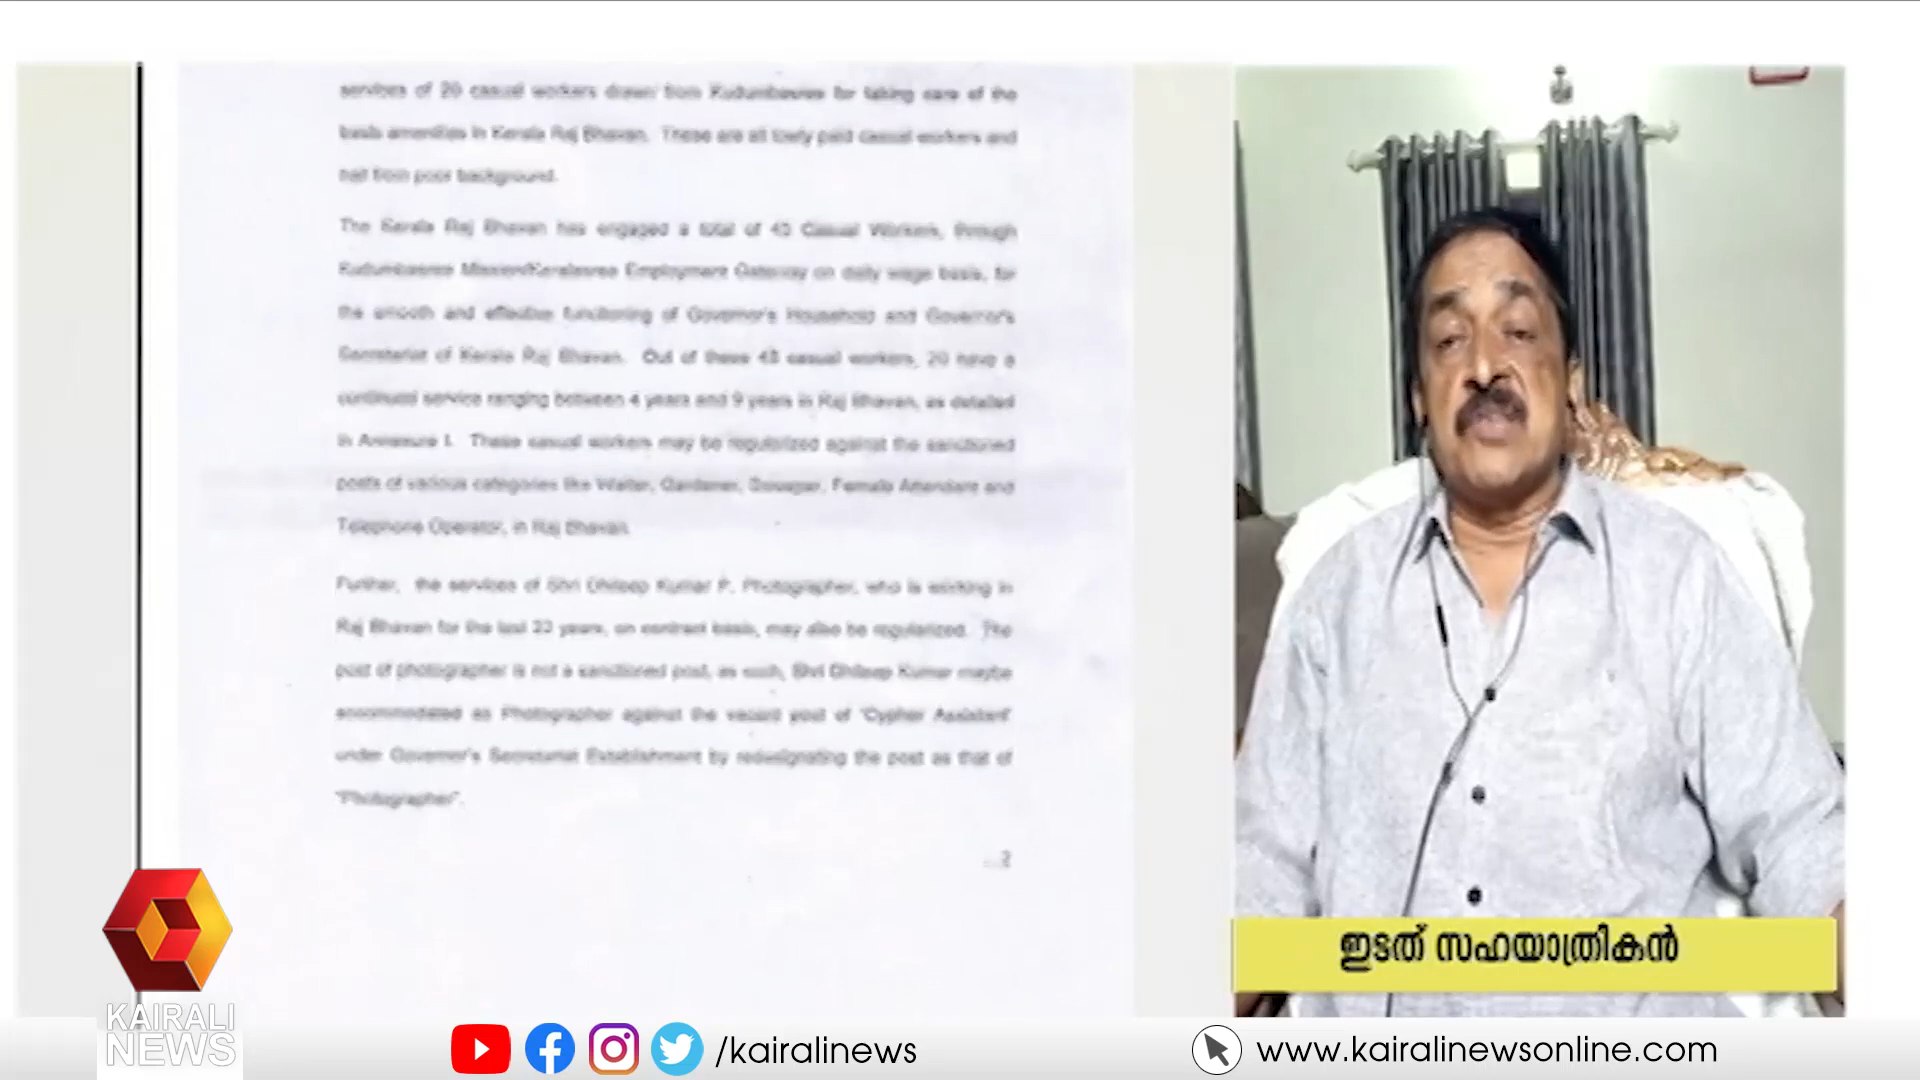 services of 20 casual workers drawn from Kudumbasree for taking care of the
basic amenities in Kerala Raj Bhavan. These are all lowly paid casual workers and
hail from poor background.
The Kerala Raj Bhavan has engaged a total of 45 Casual Workers, through
Kudumbasree Mission/Keralasree Employment Gateway on daily wage basis, for
the smooth and effective functioning of Governor's Household and Governor's
Secretariat of Kerala Raj Bhavan. Out of these 45 casual workers, 20 have a
continued service ranging between 4 years and 9 years in Raj Bhavan, as detailed
in Annexure I. These casual workers may be regularized against the sanctioned
posts of various categories like Waiter, Gardener, Female Attendant and
Telephone Operator, in Raj Bhavan.
Further, the services of Shri Dhileep Kumar P. Photographer, who is working in
Raj Bhavan for the last 22 years, on contract basis, may also be regularized. The
post of photographer is not a sanctioned post, as such, Shri Dhileep Kumar maybe
accommodated as Photographer against the vacant post of 'Cypher Assistant'
under Governor's Secretariat Establishment by redesignating the post as that of
"Photographer".
...2
ഇടത് സഹയാത്രികൻ
KAIRALI
NEWS
/kairalinews
www.kairalinewsonline.com